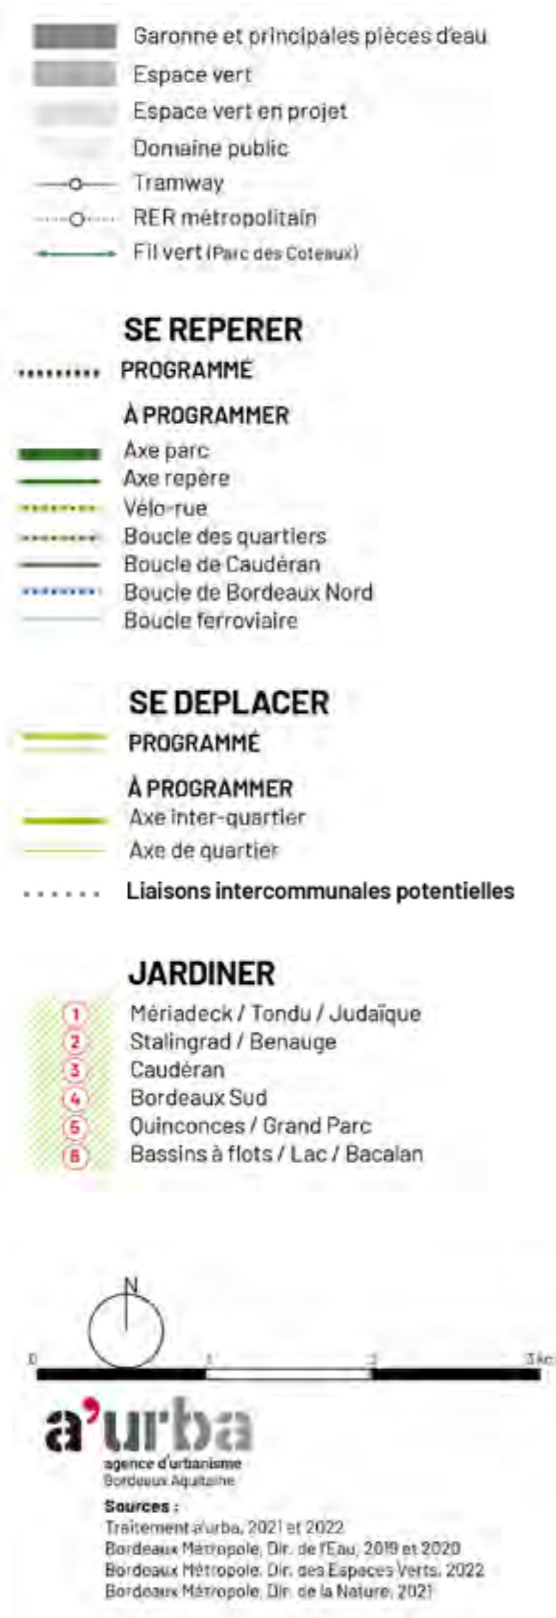 Garonne et principales pièces d'eau
Espace vert
Espace vert en projet
Domaine public
Tramway
RER métropolitain
Fil vert (Parc des Coteaux)
SE REPERER
PROGRAMMÉ
À PROGRAMMER
Axe parc
Axe repère
Vélo-rue
Boucle des quartiers
Boucle de Caudéran
Boucle de Bordeaux Nord
Boucle ferroviaire
SE DEPLACER
PROGRAMMÉ
À PROGRAMMER
Axe inter-quartier
Axe de quartier
Liaisons intercommunales potentielles
JARDINER
1 Mériadeck / Tondu / Judaïque
2 Stalingrad / Benauge
3 Caudéran
4 Bordeaux Sud
5 Quinconces / Grand Parc
6 Bassins à flots / Lac / Bacalan
N
0 1 2 3 km
a'urba
agence d'urbanisme
Bordeaux Aquitaine
Sources :
Traitement a'urba, 2021 et 2022
Bordeaux Métropole, Dir. de l'Eau, 2019 et 2020
Bordeaux Métropole, Dir. des Espaces Verts, 2022
Bordeaux Métropole, Dir. de la Nature, 2021